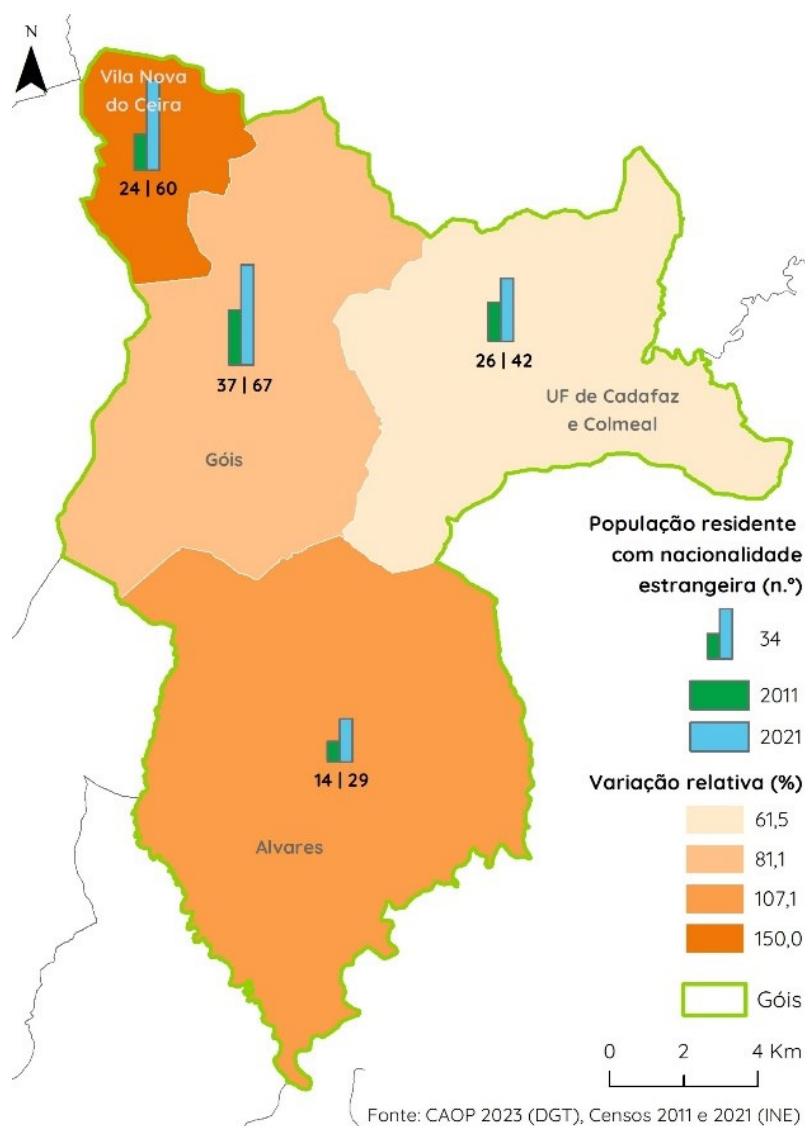 N
Vila Nova
do Ceira
24 | 60
37 | 67
Góis
26 | 42
UF de Cadafaz
e Colmeal
14 | 29
Alvares
População residente
com nacionalidade
estrangeira (n.º)
34
2011
2021
Variação relativa (%)
61,5
81,1
107,1
150,0
Góis
0 2 4 Km
Fonte: CAOP 2023 (DGT), Censos 2011 e 2021 (INE)